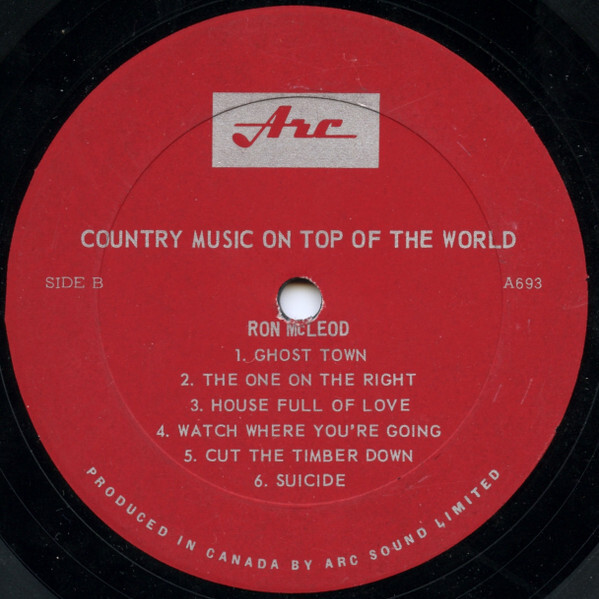 Arc
COUNTRY MUSIC ON TOP OF THE WORLD
SIDE B
A693
RON McLEOD
1. GHOST TOWN
2. THE ONE ON THE RIGHT
3. HOUSE FULL OF LOVE
4. WATCH WHERE YOU'RE GOING
5. CUT THE TIMBER DOWN
6. SUICIDE
PRODUCED IN CANADA BY ARC SOUND LIMITED